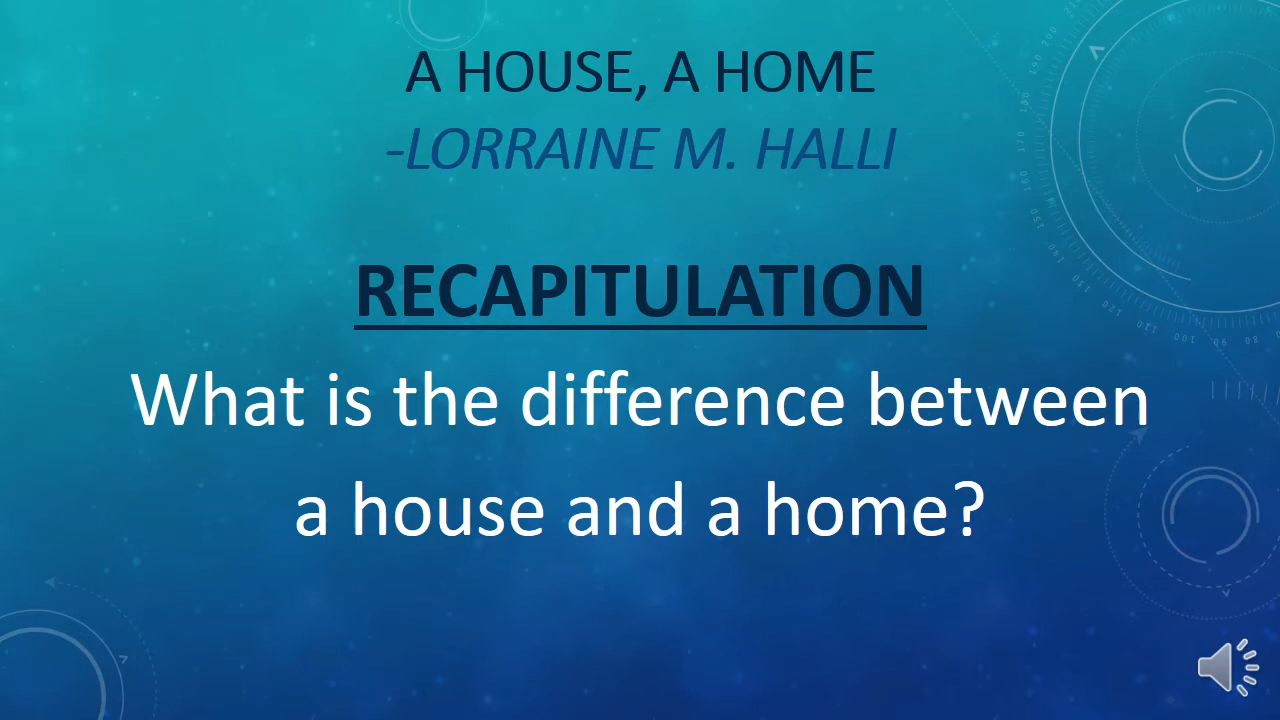 A HOUSE, A HOME
-LORRAINE M. HALLI
RECAPITULATION
What is the difference between
a house and a home?